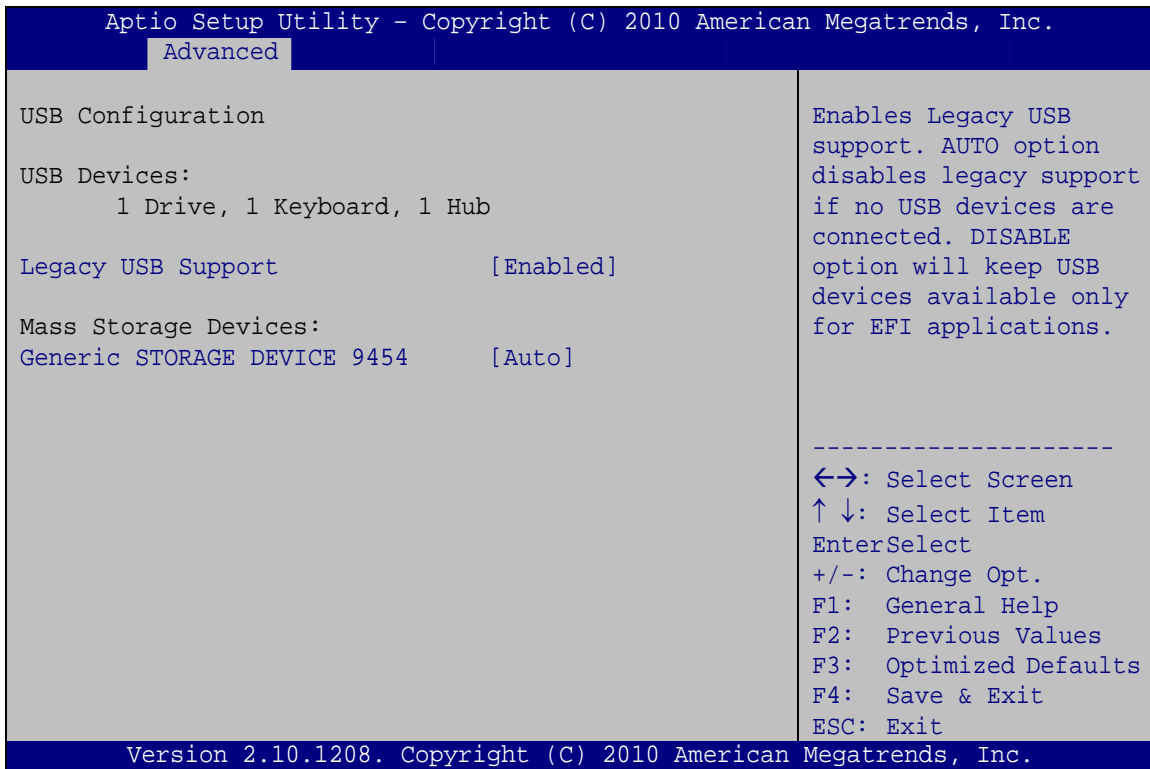 Aptio Setup Utility – Copyright (C) 2010 American Megatrends, Inc.
Advanced
USB Configuration
USB Devices:
1 Drive, 1 Keyboard, 1 Hub
Legacy USB Support [Enabled]
Mass Storage Devices:
Generic STORAGE DEVICE 9454 [Auto]
Enables Legacy USB
support. AUTO option
disables legacy support
if no USB devices are
connected. DISABLE
option will keep USB
devices available only
for EFI applications.
---------------------
←→: Select Screen
↑ ↓: Select Item
EnterSelect
+/-: Change Opt.
F1: General Help
F2: Previous Values
F3: Optimized Defaults
F4: Save & Exit
ESC: Exit
Version 2.10.1208. Copyright (C) 2010 American Megatrends, Inc.